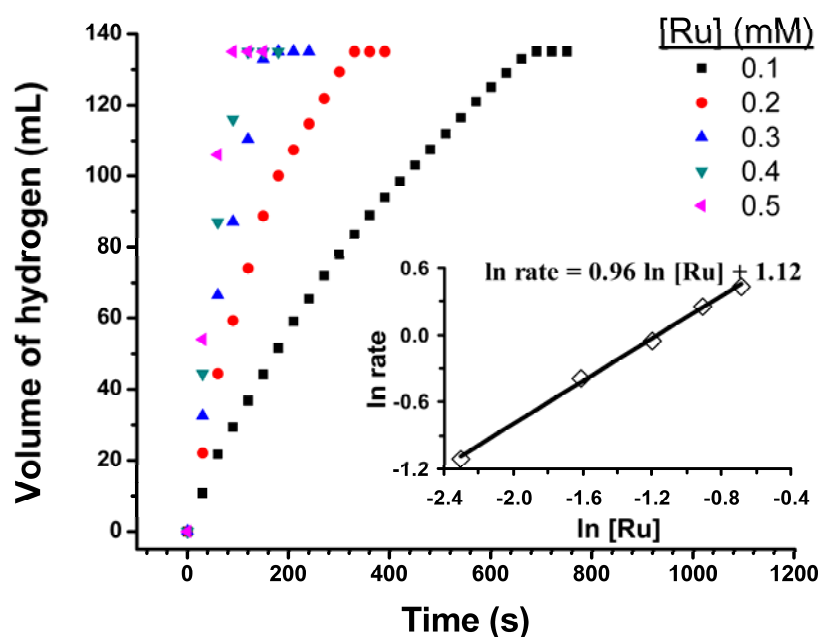 [Ru] (mM)
0.1
0.2
0.3
0.4
0.5
Volume of hydrogen (mL)
140
120
100
80
60
40
20
0
0 200 400 600 800 1000 1200
Time (s)
ln rate = 0.96 ln [Ru] + 1.12
ln rate
0.6
0.0
-0.6
-1.2
-2.4 -2.0 -1.6 -1.2 -0.8 -0.4
ln [Ru]